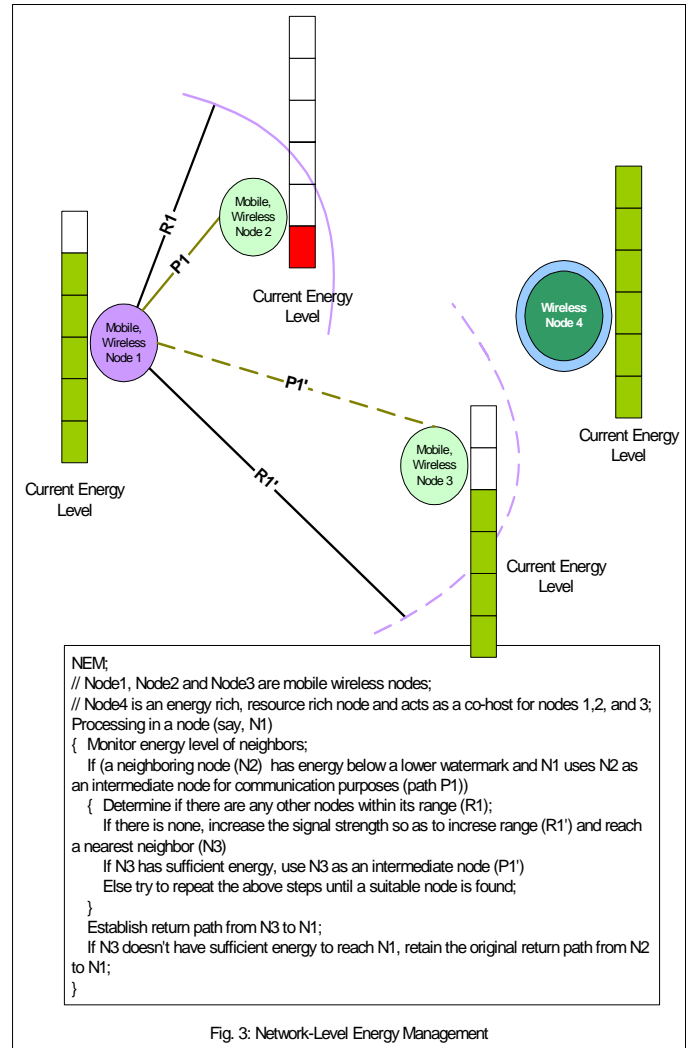 R1
P1
Mobile,
Wireless
Node 2
Current Energy
Level
Wireless
Node 4
Mobile,
Wireless
Node 1
P1'
Current Energy
Level
Mobile,
Wireless
Node 3
R1'
Current Energy
Level
Current Energy
Level
NEM;
// Node1, Node2 and Node3 are mobile wireless nodes;
// Node4 is an energy rich, resource rich node and acts as a co-host for nodes 1,2, and 3;
Processing in a node (say, N1)
{ Monitor energy level of neighbors;
If (a neighboring node (N2) has energy below a lower watermark and N1 uses N2 as
an intermediate node for communication purposes (path P1))
{ Determine if there are any other nodes within its range (R1);
If there is none, increase the signal strength so as to increse range (R1') and reach
a nearest neighbor (N3)
If N3 has sufficient energy, use N3 as an intermediate node (P1')
Else try to repeat the above steps until a suitable node is found;
}
Establish return path from N3 to N1;
If N3 doesn't have sufficient energy to reach N1, retain the original return path from N2
to N1;
}
Fig. 3: Network-Level Energy Management